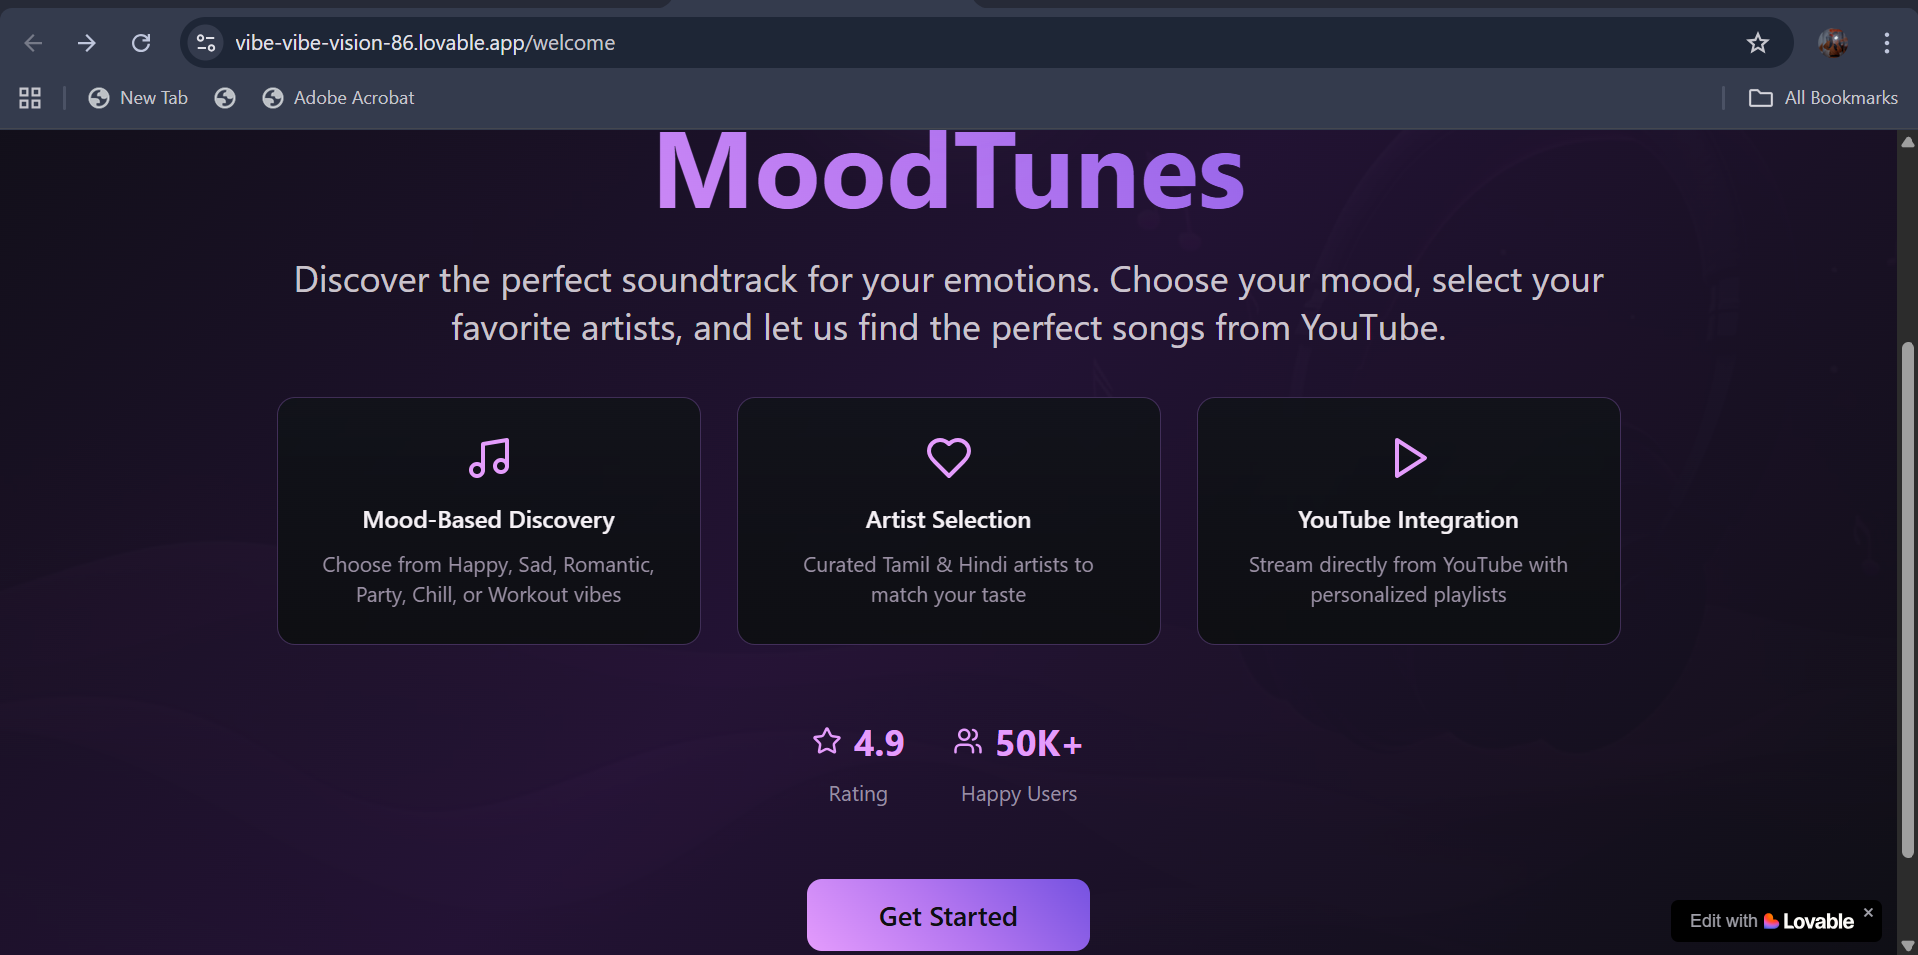 vibe-vibe-vision-86.lovable.app/welcome
New Tab
Adobe Acrobat
All Bookmarks
MoodTunes
Discover the perfect soundtrack for your emotions. Choose your mood, select your
favorite artists, and let us find the perfect songs from YouTube.
Mood-Based Discovery
Choose from Happy, Sad, Romantic,
Party, Chill, or Workout vibes
Artist Selection
Curated Tamil & Hindi artists to
match your taste
YouTube Integration
Stream directly from YouTube with
personalized playlists
4.9
Rating
50K+
Happy Users
Get Started
Edit with Lovable